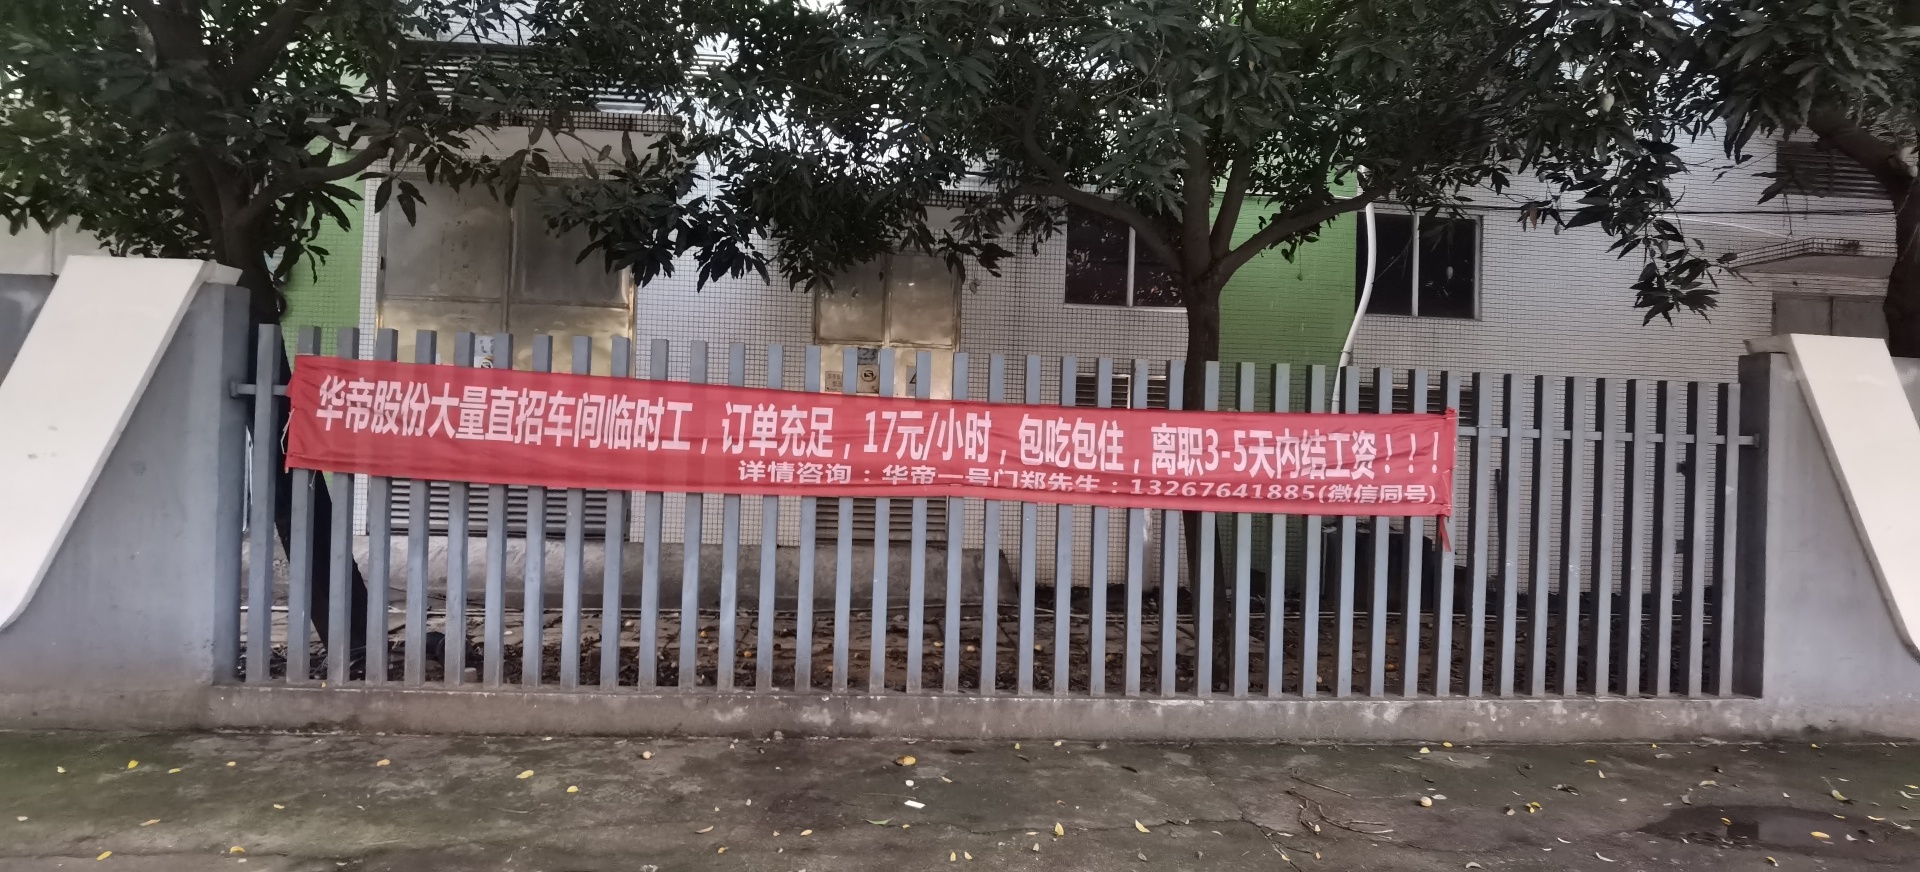 华帝股份大量直招车间临时工，订单充足，17元/小时，包吃包住，离职3-5天内结工资！！！
详情咨询：华帝一号门郑先生：13267641885(微信同号)